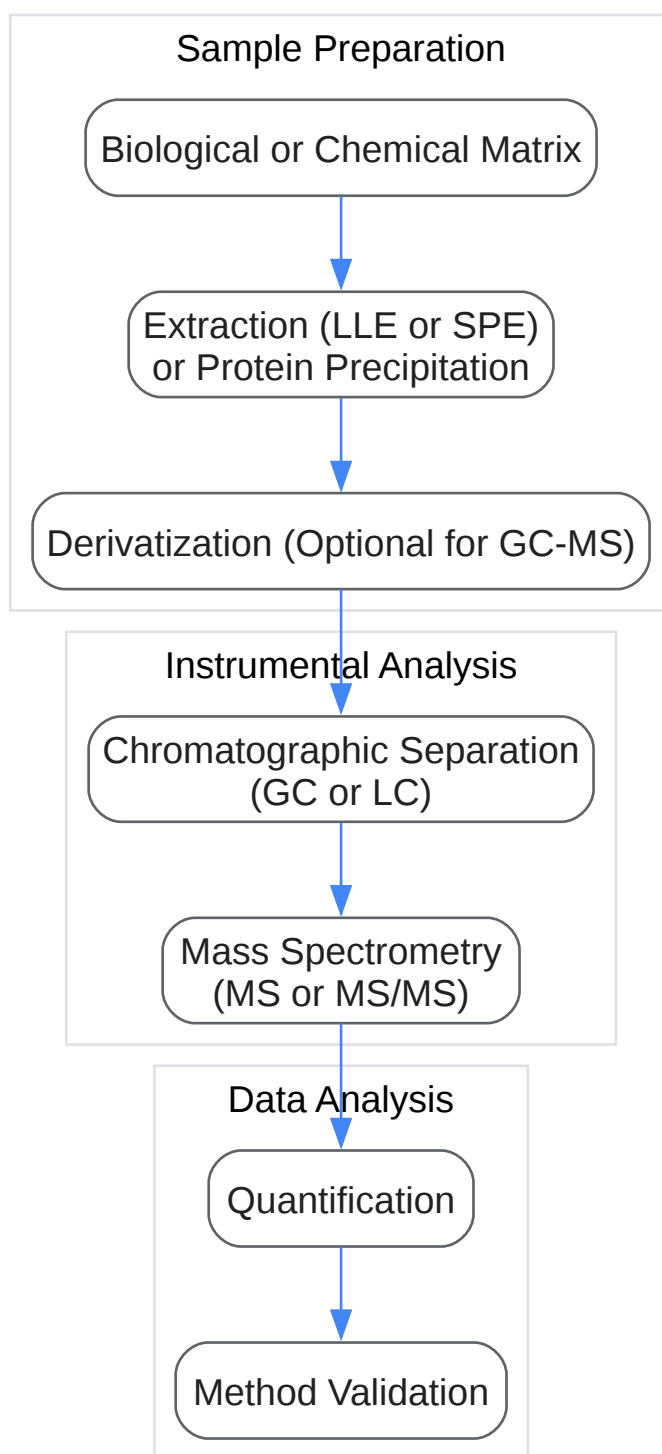 Sample Preparation
Biological or Chemical Matrix
Extraction (LLE or SPE)
or Protein Precipitation
Derivatization (Optional for GC-MS)
Instrumental Analysis
Chromatographic Separation
(GC or LC)
Mass Spectrometry
(MS or MS/MS)
Data Analysis
Quantification
Method Validation